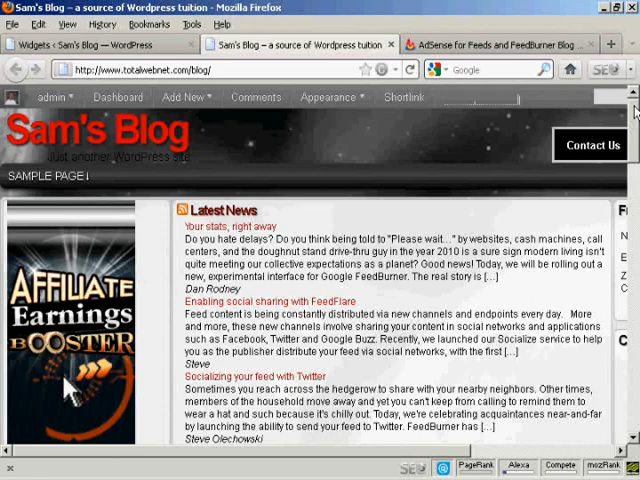 Sam's Blog – a source of Wordpress tuition - Mozilla Firefox
File Edit View History Bookmarks Tools Help
Widgets ‹ Sam's Blog — WordPress
Sam's Blog – a source of Wordpress tuition
AdSense for Feeds and FeedBurner Blog ...
http://www.totalwebnet.com/blog/
Google
SEO
admin Dashboard Add New Comments Appearance Shortlink
Sam's Blog
Just another WordPress site
Contact Us
SAMPLE PAGE
AFFILIATE
Earnings
BOOSTER
Latest News
Your stats, right away
Do you hate delays? Do you think being told to "Please wait..." by websites, cash machines, call
centers, and the doughnut stand drive-thru guy in the year 2010 is a sure sign modern living isn't
quite meeting our collective expectations as a planet? Good news! Today, we will be rolling out a
new, experimental interface for Google FeedBurner. The real story is [...]
Dan Rodney
Enabling social sharing with FeedFlare
Feed content is being constantly distributed via new channels and endpoints every day. More
and more, these new channels involve sharing your content in social networks and applications
such as Facebook, Twitter and Google Buzz. Recently, we launched our Socialize service to help
you as the publisher distribute your feed via social networks, with the first [...]
Steve
Socializing your feed with Twitter
Sometimes you reach across the hedgerow to share with your nearby neighbors. Other times,
members of the household move away and yet you can't keep from calling to remind them to
wear a hat and such because it's chilly out. Today, we're celebrating acquaintances near-and-far
by launching the ability to send your feed to Twitter. FeedBurner has [...]
Steve Olechowski
SEO
PageRank
Alexa
Compete
mozRank